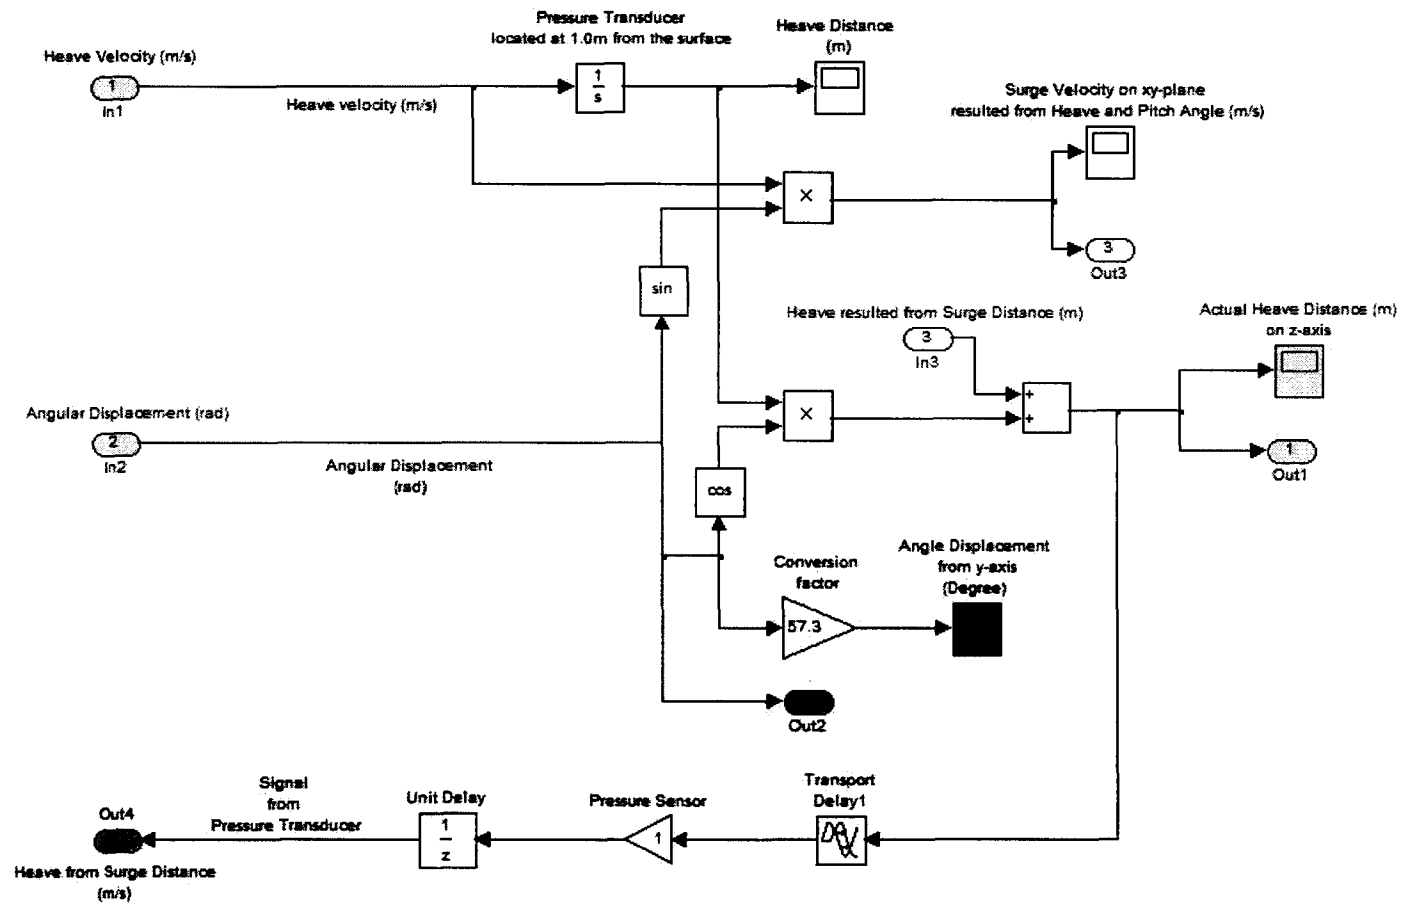 Pressure Transducer
located at 1.0m from the surface
Heave Distance
(m)
Heave Velocity (m/s)
1
In1
Heave velocity (m/s)
1
s
Surge Velocity on xy-plane
resulted from Heave and Pitch Angle (m/s)
×
3
Out3
sin
Heave resulted from Surge Distance (m)
3
In3
Actual Heave Distance (m)
on z-axis
+
+
×
Angular Displacement (rad)
2
In2
Angular Displacement
(rad)
1
Out1
cos
Conversion
factor
57.3
Angle Displacement
from y-axis
(Degree)
Out2
Transport
Delay1
Pressure Sensor
1
Unit Delay
1
z
Signal
from
Pressure Transducer
Out4
Heave from Surge Distance
(m/s)